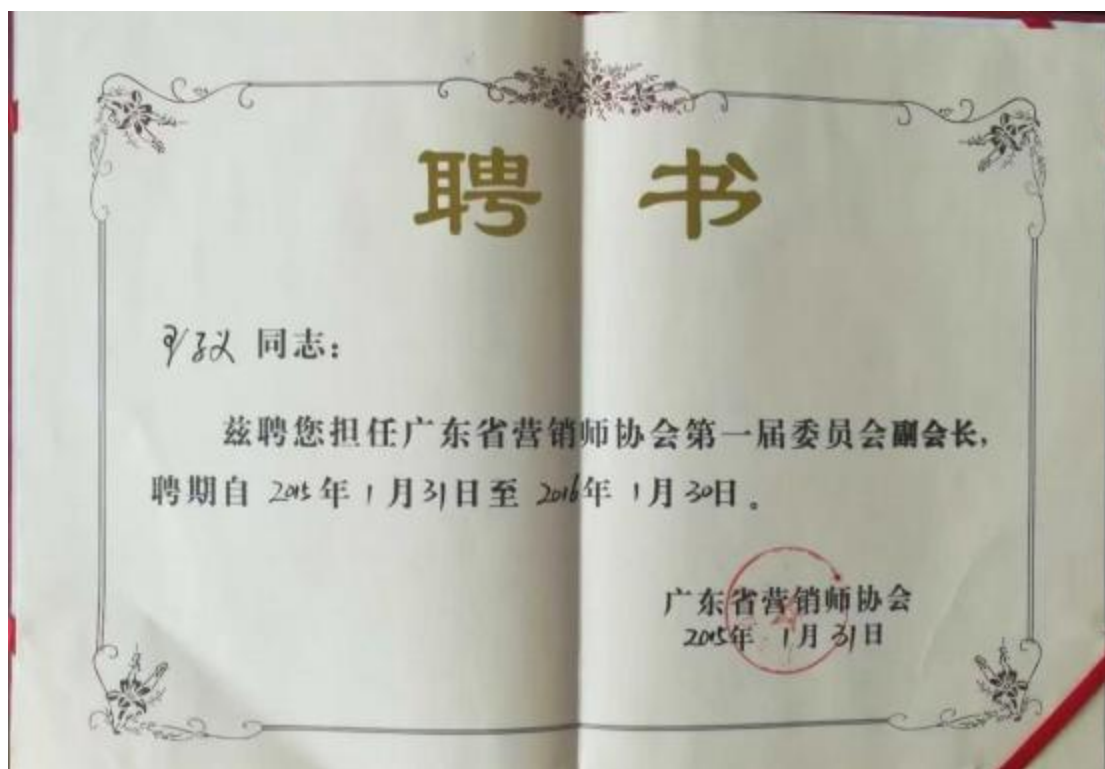 聘书
同志：
兹聘您担任广东省营销师协会第一届委员会副会长，
聘期自 2015年1月31日至2016年1月30日。
广东省营销师协会
2015年1月31日